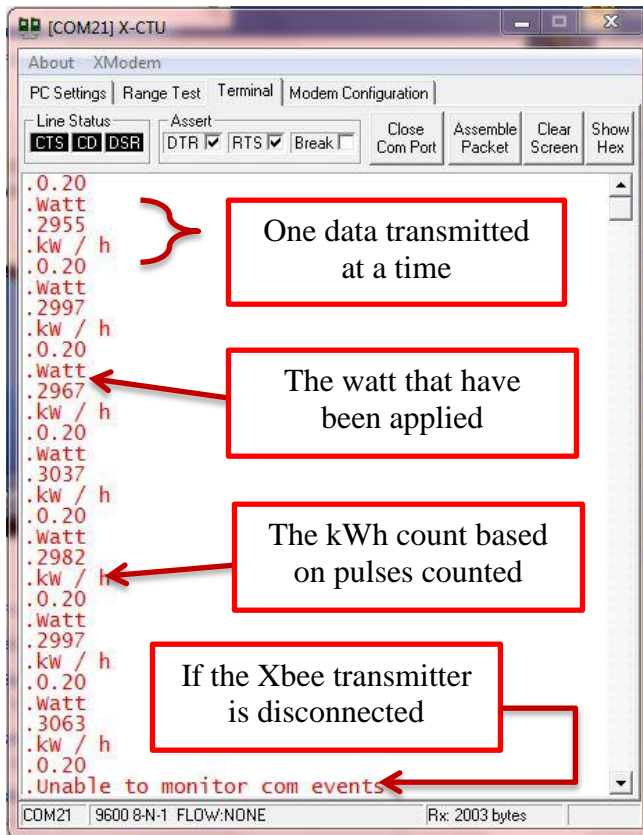 [COM21] X-CTU
About XModem
PC Settings Range Test Terminal Modem Configuration
Line Status
CTS CD DSR
Assert
DTR RTS Break
Close
Com Port
Assemble
Packet
Clear
Screen
Show
Hex
.0.20
.Watt
.2955
.kW / h
.0.20
.Watt
.2997
.kW / h
.0.20
.Watt
.2967
.kW / h
.0.20
.Watt
.3037
.kW / h
.0.20
.Watt
.2982
.kW / h
.0.20
.Watt
.2997
.kW / h
.0.20
.Watt
.3063
.kW / h
.0.20
.Unable to monitor com events
One data transmitted
at a time
The watt that have
been applied
The kWh count based
on pulses counted
If the Xbee transmitter
is disconnected
COM21 9600 8-N-1 FLOW:NONE Rx: 2003 bytes